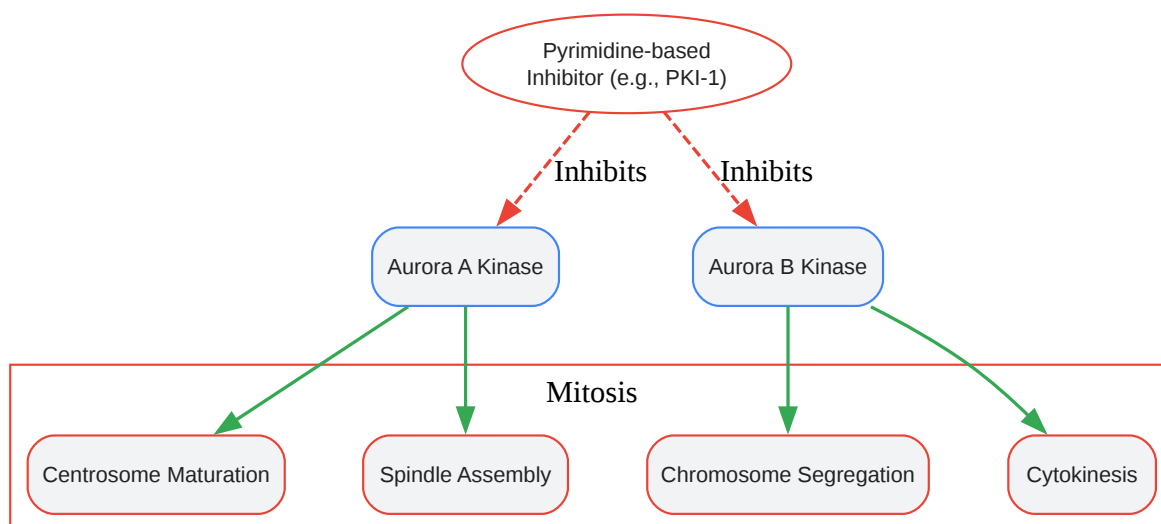 Pyrimidine-based
Inhibitor (e.g., PKI-1)
Inhibits
Inhibits
Aurora A Kinase
Aurora B Kinase
Mitosis
Centrosome Maturation
Spindle Assembly
Chromosome Segregation
Cytokinesis